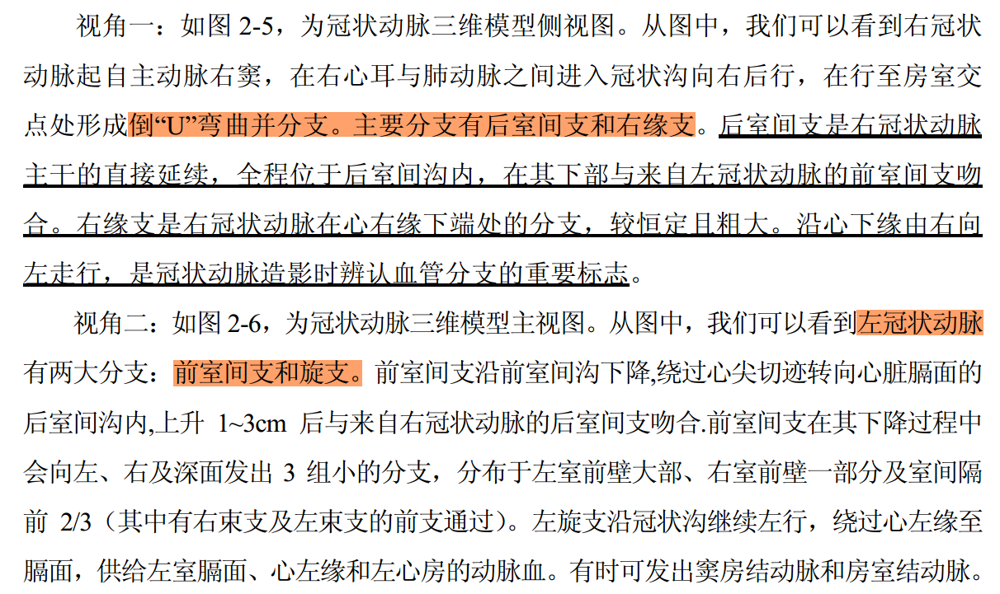 视角一：如图 2-5，为冠状动脉三维模型侧视图。从图中，我们可以看到右冠状
动脉起自主动脉右窦，在右心耳与肺动脉之间进入冠状沟向右后行，在行至房室交
点处形成倒“U”弯曲并分支。主要分支有后室间支和右缘支。后室间支是右冠状动脉
主干的直接延续，全程位于后室间沟内，在其下部与来自左冠状动脉的前室间支吻
合。右缘支是右冠状动脉在心右缘下端处的分支，较恒定且粗大。沿心下缘由右向
左走行，是冠状动脉造影时辨认血管分支的重要标志。
视角二：如图 2-6，为冠状动脉三维模型主视图。从图中，我们可以看到左冠状动脉
有两大分支：前室间支和旋支。前室间支沿前室间沟下降,绕过心尖切迹转向心脏膈面的
后室间沟内,上升 1~3cm 后与来自右冠状动脉的后室间支吻合.前室间支在其下降过程中
会向左、右及深面发出 3 组小的分支，分布于左室前壁大部、右室前壁一部分及室间隔
前 2/3（其中有右束支及左束支的前支通过）。左旋支沿冠状沟继续左行，绕过心左缘至
膈面，供给左室膈面、心左缘和左心房的动脉血。有时可发出窦房结动脉和房室结动脉。